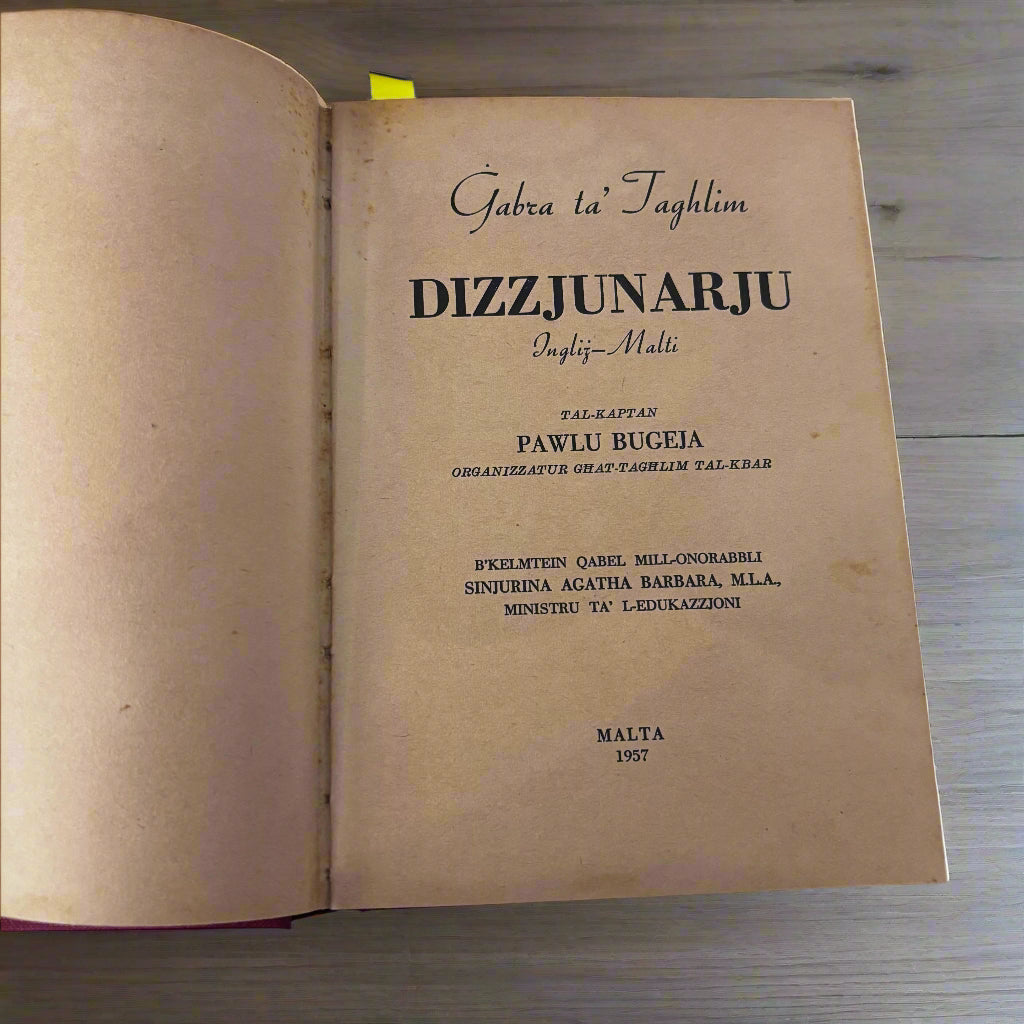 Ġabra ta' Taghlim
DIZZJUNARJU
Ingliż—Malti
TAL-KAPTAN
PAWLU BUGEJA
ORGANIZZATUR GĦAT-TAGĦLIM TAL-KBAR
B'KELMTEIN QABEL MILL-ONORABBLI
SINJURINA AGATHA BARBARA, M.L.A.,
MINISTRU TA' L-EDUKAZZJONI
MALTA
1957